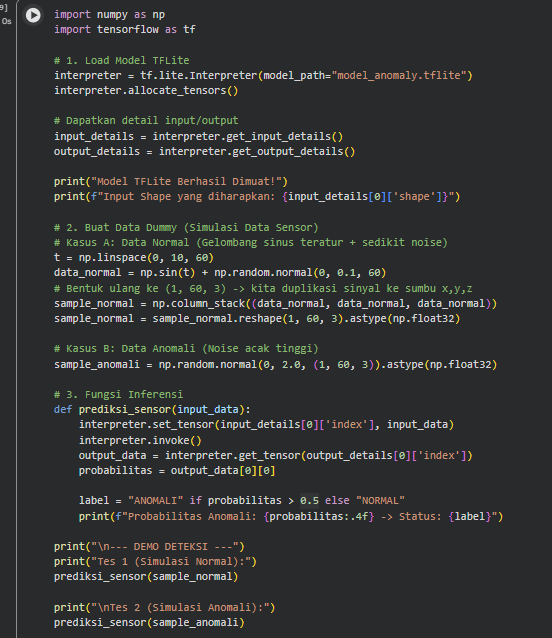 9]
0s
import numpy as np
import tensorflow as tf
# 1. Load Model TFLite
interpreter = tf.lite.Interpreter(model_path="model_anomaly.tflite")
interpreter.allocate_tensors()
# Dapatkan detail input/output
input_details = interpreter.get_input_details()
output_details = interpreter.get_output_details()
print("Model TFLite Berhasil Dimuat!")
print(f"Input Shape yang diharapkan: {input_details[0]['shape']}")
# 2. Buat Data Dummy (Simulasi Data Sensor)
# Kasus A: Data Normal (Gelombang sinus teratur + sedikit noise)
t = np.linspace(0, 10, 60)
data_normal = np.sin(t) + np.random.normal(0, 0.1, 60)
# Bentuk ulang ke (1, 60, 3) -> kita duplikasi sinyal ke sumbu x,y,z
sample_normal = np.column_stack((data_normal, data_normal, data_normal))
sample_normal = sample_normal.reshape(1, 60, 3).astype(np.float32)
# Kasus B: Data Anomali (Noise acak tinggi)
sample_anomali = np.random.normal(0, 2.0, (1, 60, 3)).astype(np.float32)
# 3. Fungsi Inferensi
def prediksi_sensor(input_data):
    interpreter.set_tensor(input_details[0]['index'], input_data)
    interpreter.invoke()
    output_data = interpreter.get_tensor(output_details[0]['index'])
    probabilitas = output_data[0][0]
    label = "ANOMALI" if probabilitas > 0.5 else "NORMAL"
    print(f"Probabilitas Anomali: {probabilitas:.4f} -> Status: {label}")
print("\n--- DEMO DETEKSI ---")
print("Tes 1 (Simulasi Normal):")
prediksi_sensor(sample_normal)
print("\nTes 2 (Simulasi Anomali):")
prediksi_sensor(sample_anomali)